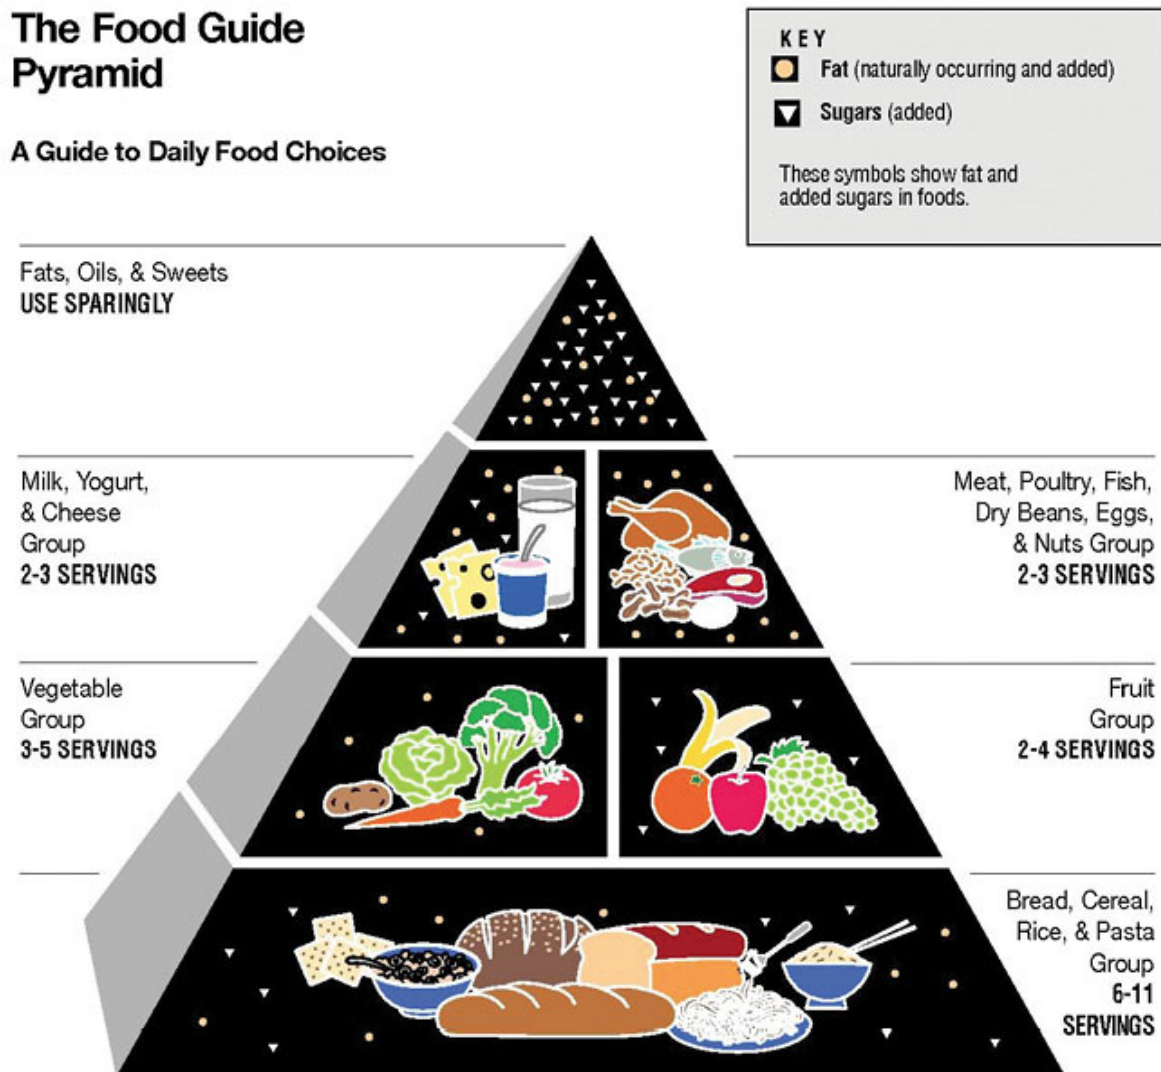 The Food Guide
Pyramid
A Guide to Daily Food Choices
KEY
Fat (naturally occurring and added)
Sugars (added)
These symbols show fat and
added sugars in foods.
Fats, Oils, & Sweets
USE SPARINGLY
Milk, Yogurt,
& Cheese
Group
2-3 SERVINGS
Meat, Poultry, Fish,
Dry Beans, Eggs,
& Nuts Group
2-3 SERVINGS
Vegetable
Group
3-5 SERVINGS
Fruit
Group
2-4 SERVINGS
Bread, Cereal,
Rice, & Pasta
Group
6-11
SERVINGS